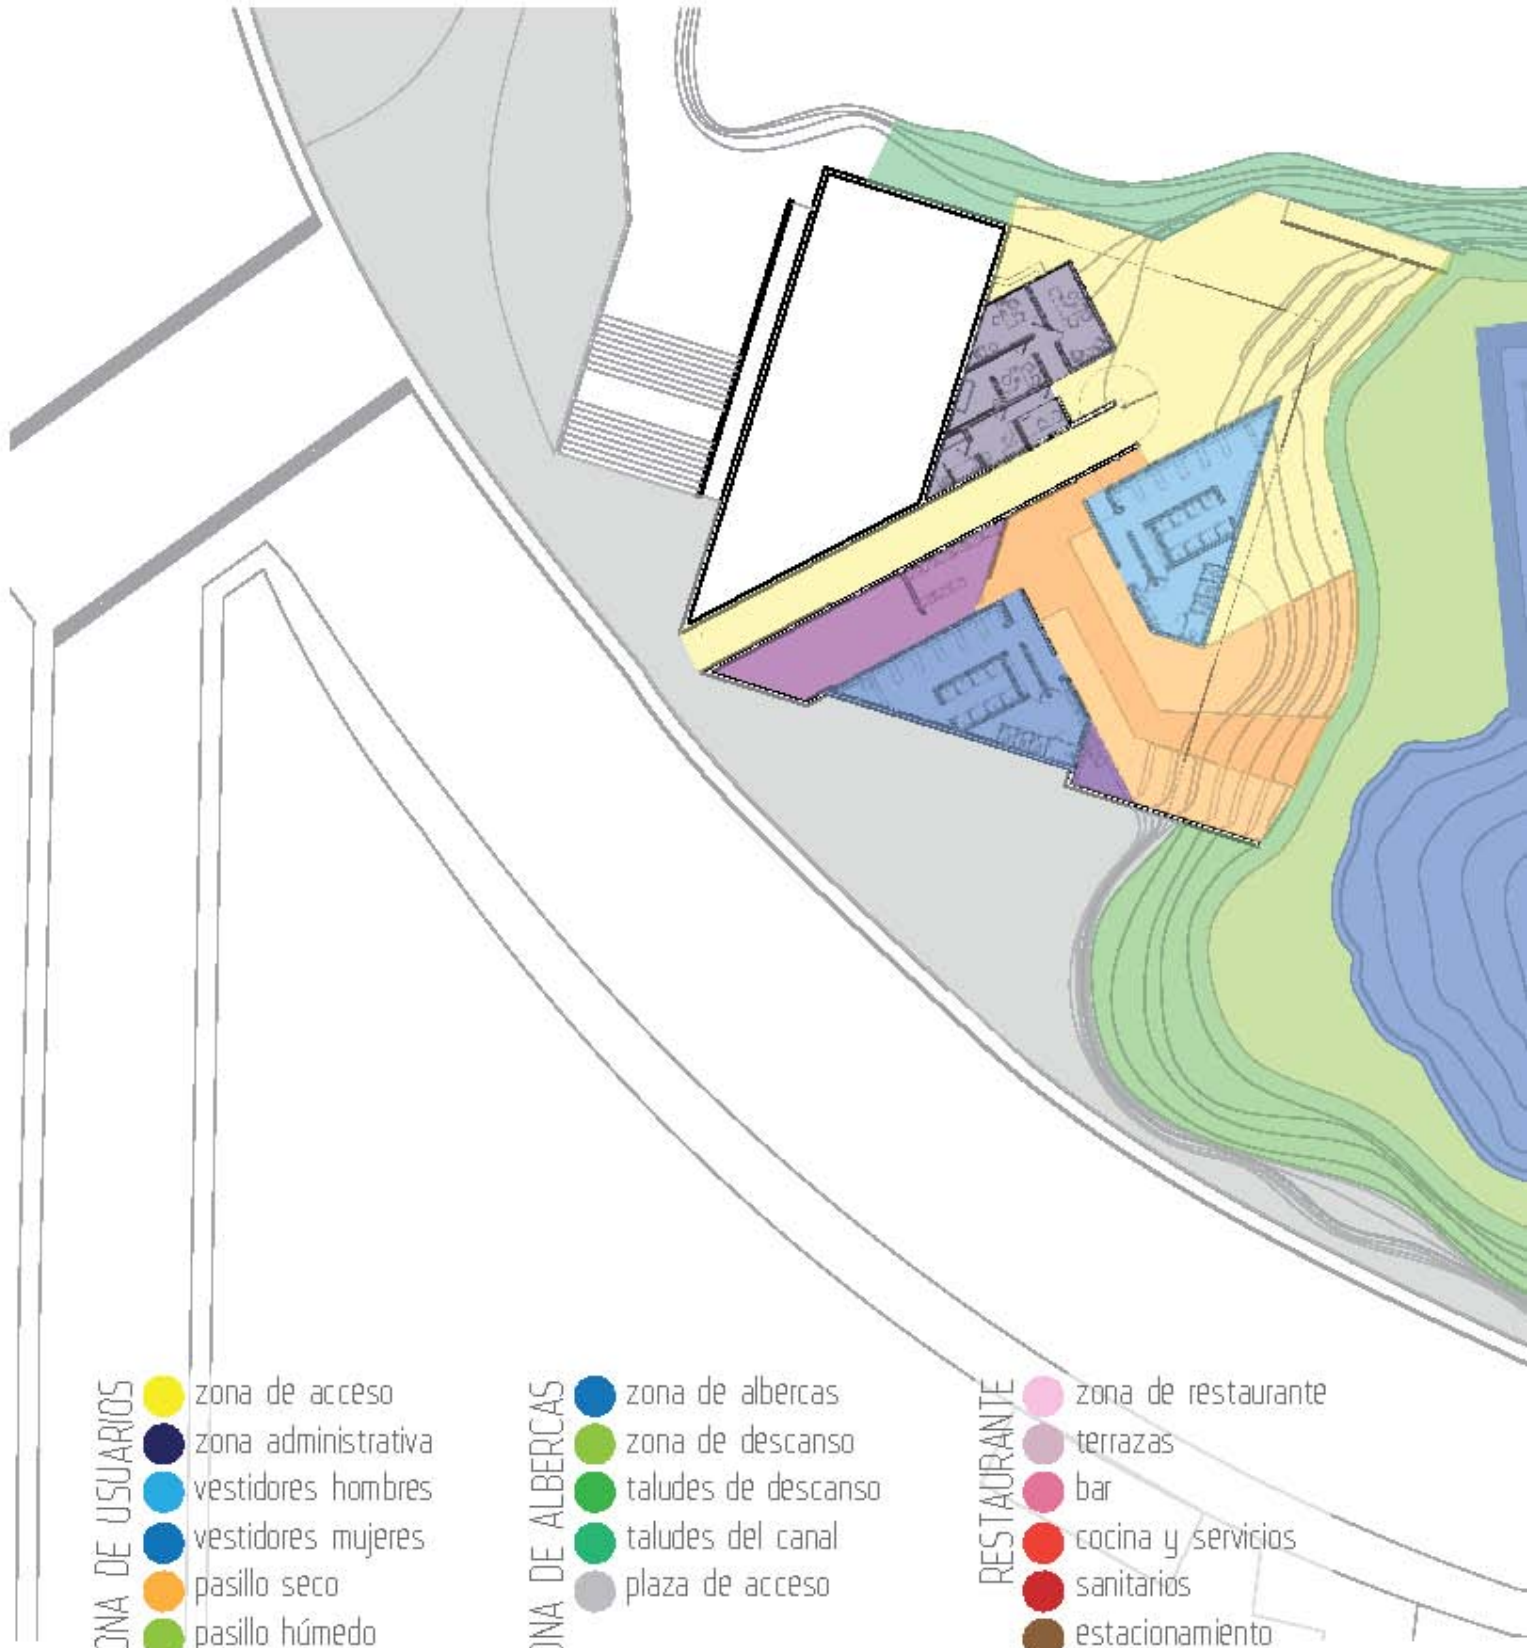 ONA DE USUARIOS
zona de acceso
zona administrativa
vestidores hombres
vestidores mujeres
pasillo seco
pasillo húmedo
ONA DE ALBERCAS
zona de albercas
zona de descanso
taludes de descanso
taludes del canal
plaza de acceso
RESTAURANTE
zona de restaurante
terrazas
bar
cocina y servicios
sanitarios
estacionamiento